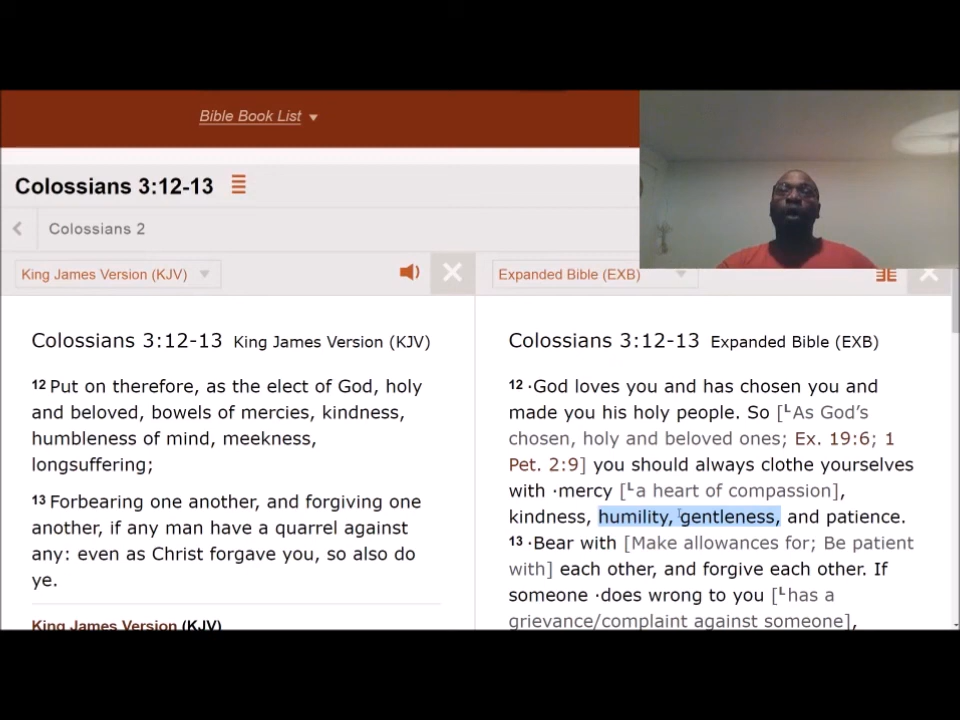 Bible Book List
Colossians 3:12-13
Colossians 2
King James Version (KJV)
Expanded Bible (EXB)
Colossians 3:12-13 King James Version (KJV)
12 Put on therefore, as the elect of God, holy
and beloved, bowels of mercies, kindness,
humbleness of mind, meekness,
longsuffering;
13 Forbearing one another, and forgiving one
another, if any man have a quarrel against
any: even as Christ forgave you, so also do
ye.
King James Version (KJV)
Colossians 3:12-13 Expanded Bible (EXB)
12 ·God loves you and has chosen you and
made you his holy people. So [LAs God's
chosen, holy and beloved ones; Ex. 19:6; 1
Pet. 2:9] you should always clothe yourselves
with ·mercy [La heart of compassion],
kindness, humility, gentleness, and patience.
13 ·Bear with [Make allowances for; Be patient
with] each other, and forgive each other. If
someone ·does wrong to you [Lhas a
grievance/complaint against someone],